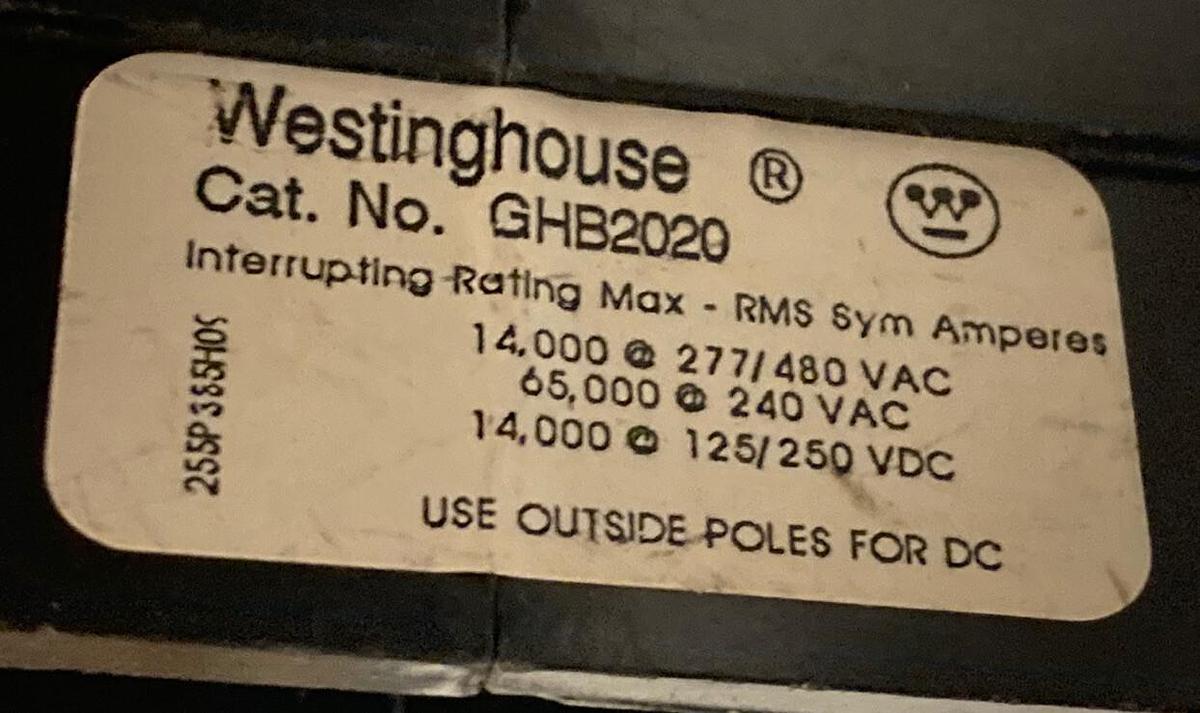 Westinghouse ®
Cat. No. GHB2020
Interrupting Rating Max - RMS Sym Amperes
14,000 @ 277/480 VAC
65,000 @ 240 VAC
14,000 @ 125/250 VDC
USE OUTSIDE POLES FOR DC